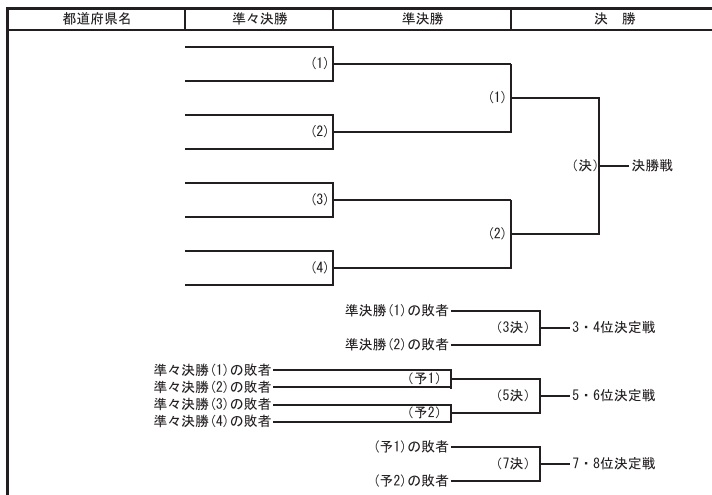 都道府県名 準々決勝 準決勝 決　勝
(1)
(1)
(2)
(決) 決勝戦
(3)
(2)
(4)
準決勝(1)の敗者
(3決) 3・4位決定戦
準決勝(2)の敗者
準々決勝(1)の敗者
(予1)
準々決勝(2)の敗者
(5決) 5・6位決定戦
準々決勝(3)の敗者
(予2)
準々決勝(4)の敗者
(予1)の敗者
(7決) 7・8位決定戦
(予2)の敗者